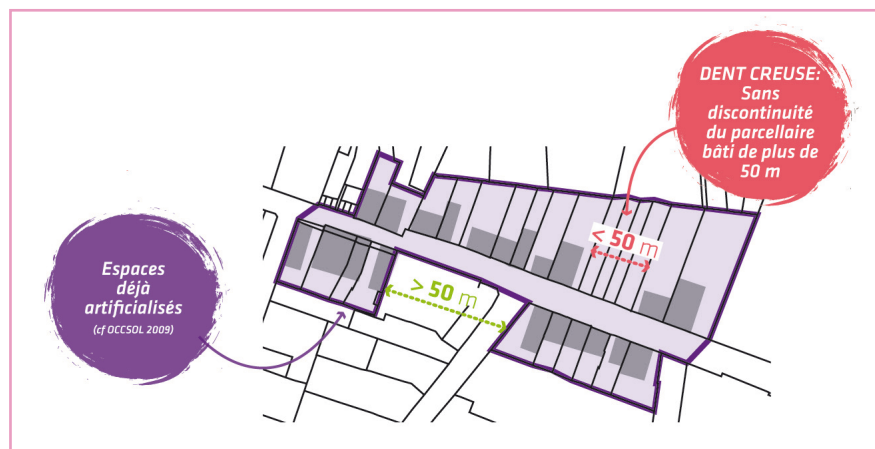 DENT CREUSE:
Sans
discontinuité
du parcellaire
bâti de plus de
50 m
< 50 m
> 50 m
Espaces
déjà
artificialisés
(cf OCCSOL 2009)